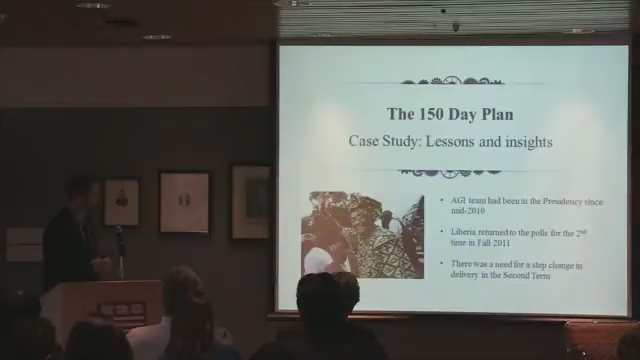 The 150 Day Plan
Case Study: Lessons and insights
• AGI team had been in the Presidency since
mid-2010
• Liberia returned to the polls for the 2nd
time in Fall 2011
• There was a need for a step change in
delivery in the Second Term